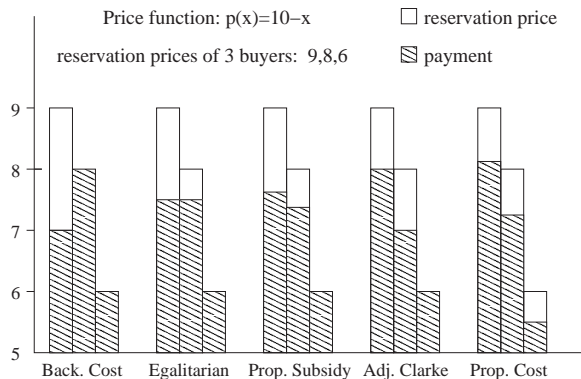 Price function: p(x)=10−x
reservation price
reservation prices of 3 buyers: 9,8,6
payment
9
8
7
6
5
Back. Cost Egalitarian Prop. Subsidy Adj. Clarke Prop. Cost